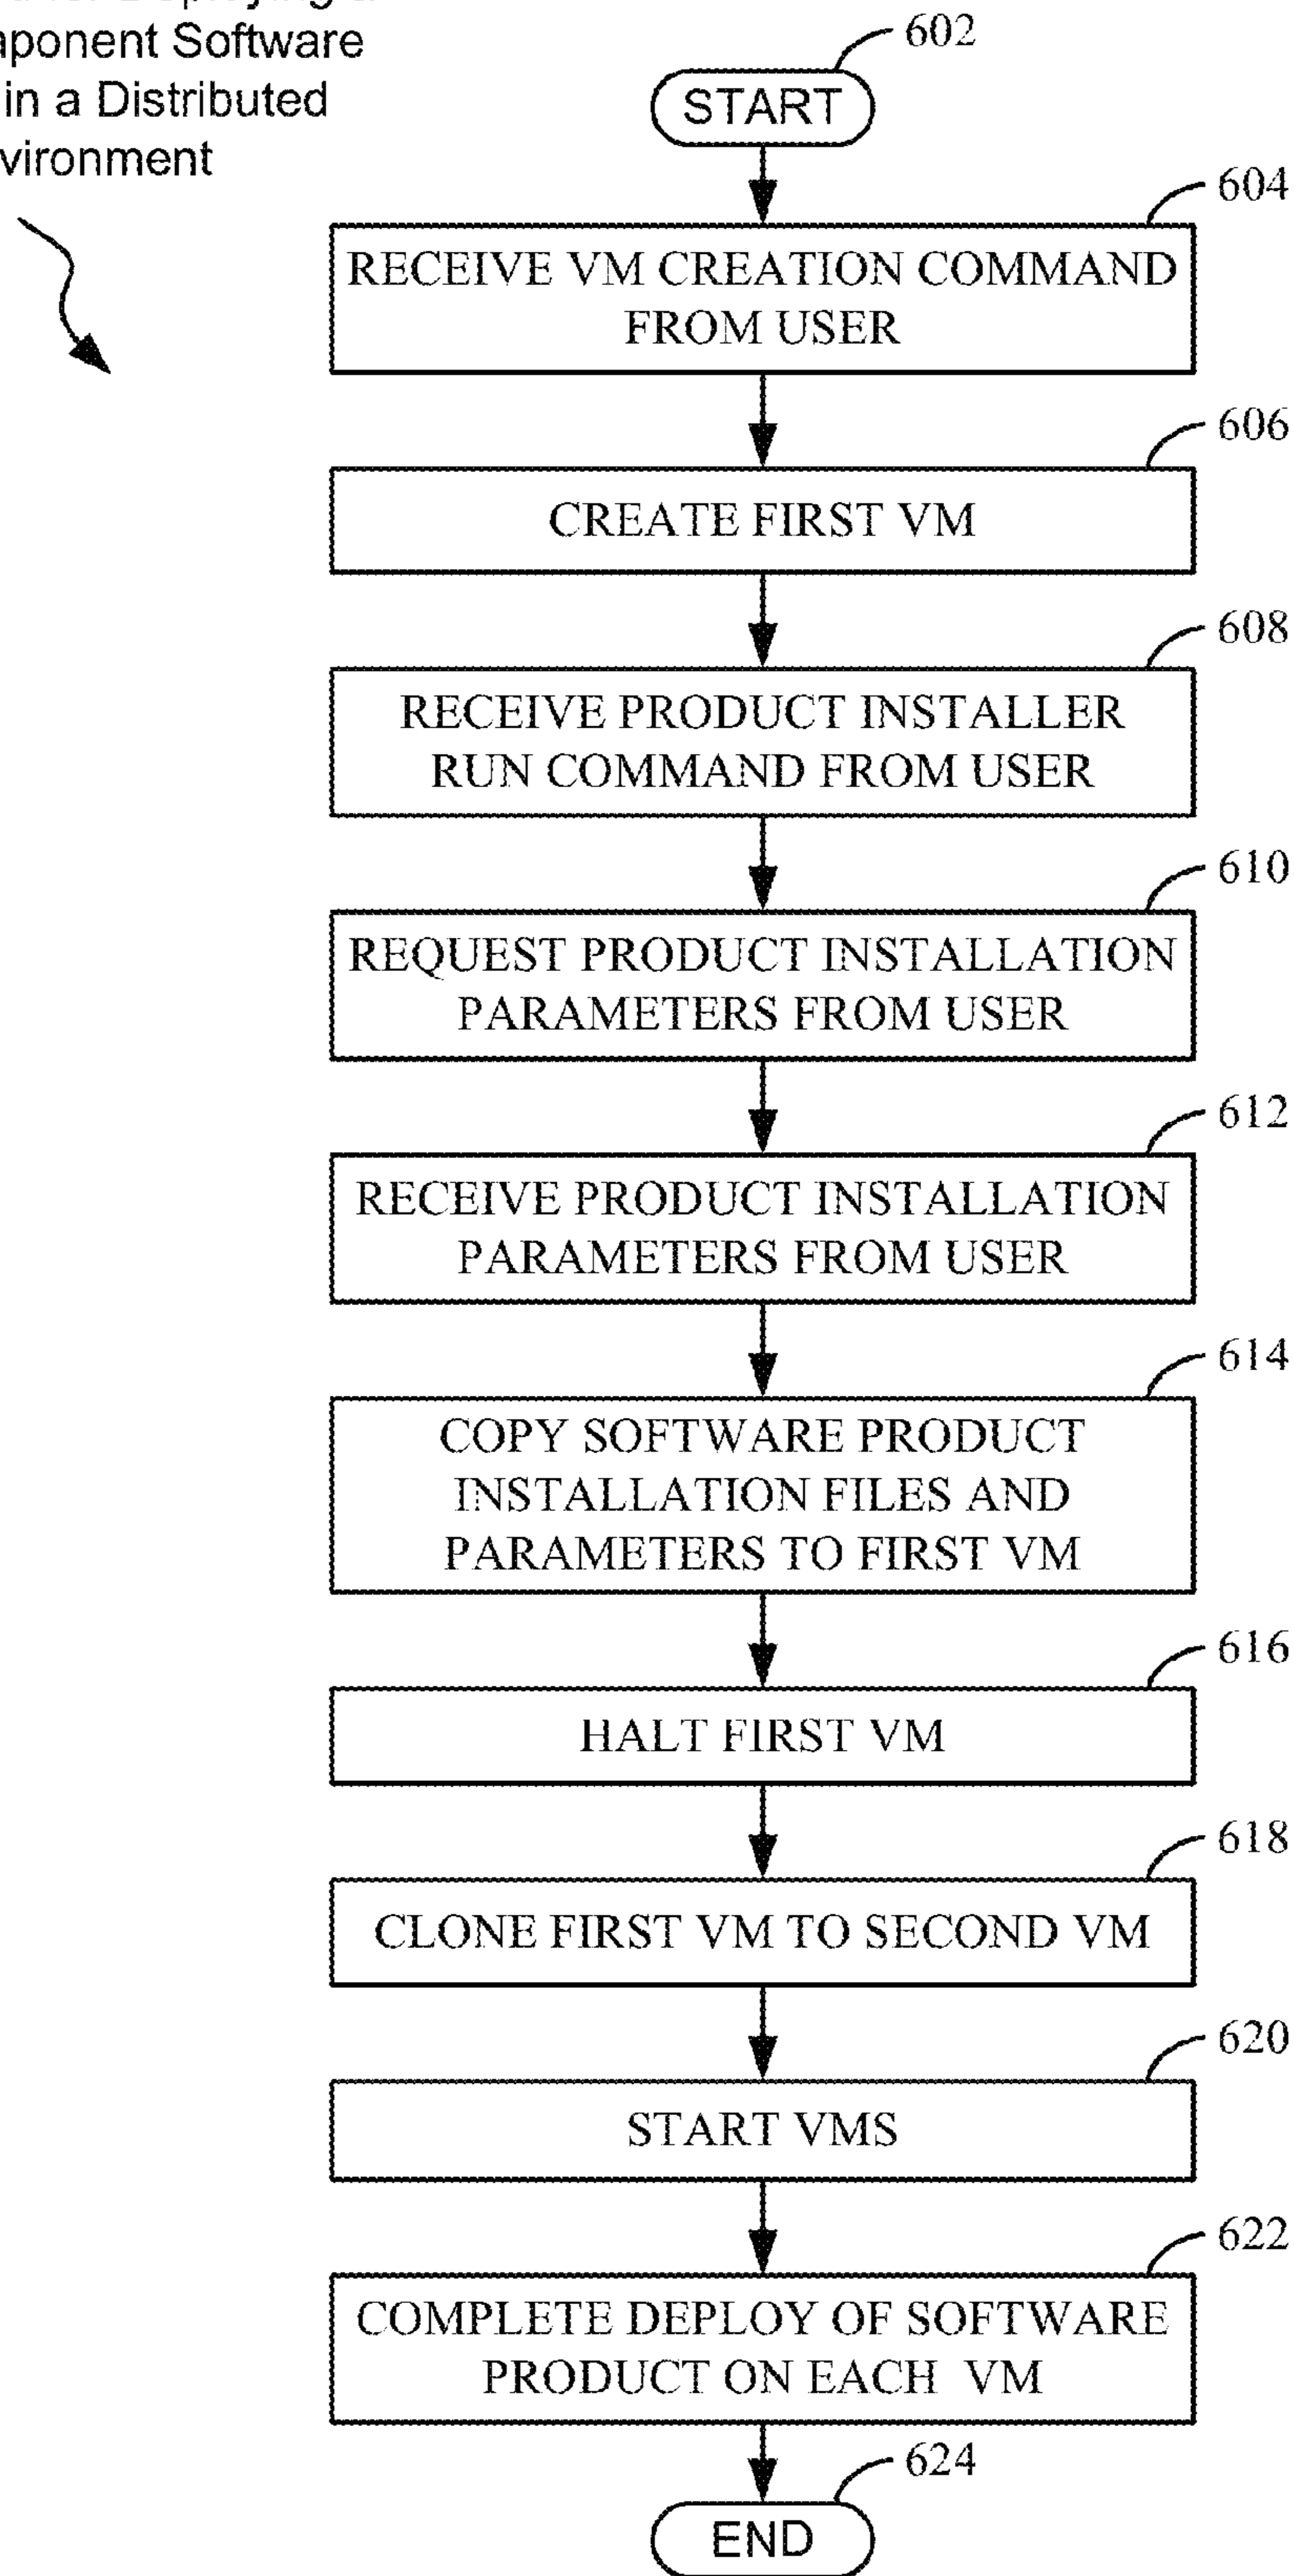 Deploying a
Software
in a Distributed
602
START
604
RECEIVE VM CREATION COMMAND
FROM USER
606
CREATE FIRST VM
608
RECEIVE PRODUCT INSTALLER
RUN COMMAND FROM USER
610
REQUEST PRODUCT INSTALLATION
PARAMETERS FROM USER
612
RECEIVE PRODUCT INSTALLATION
PARAMETERS FROM USER
614
COPY SOFTWARE PRODUCT
INSTALLATION FILES AND
PARAMETERS TO FIRST VM
616
HALT FIRST VM
618
CLONE FIRST VM TO SECOND VM
620
START VMS
622
COMPLETE DEPLOY OF SOFTWARE
PRODUCT ON EACH VM
624
END